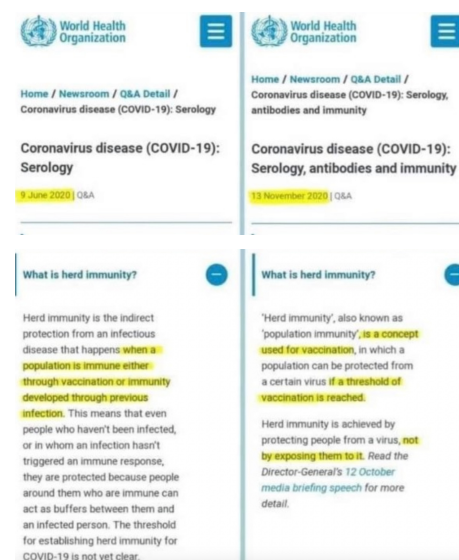 World Health
Organization
Home / Newsroom / Q&A Detail /
Coronavirus disease (COVID-19): Serology
Coronavirus disease (COVID-19):
Serology
9 June 2020 | Q&A
World Health
Organization
Home / Newsroom / Q&A Detail /
Coronavirus disease (COVID-19): Serology,
antibodies and immunity
Coronavirus disease (COVID-19):
Serology, antibodies and immunity
13 November 2020 | Q&A
What is herd immunity?
Herd immunity is the indirect
protection from an infectious
disease that happens when a
population is immune either
through vaccination or immunity
developed through previous
infection. This means that even
people who haven't been infected,
or in whom an infection hasn't
triggered an immune response,
they are protected because people
around them who are immune can
act as buffers between them and
an infected person. The threshold
for establishing herd immunity for
COVID-19 is not yet clear.
What is herd immunity?
'Herd immunity', also known as
'population immunity', is a concept
used for vaccination, in which a
population can be protected from
a certain virus if a threshold of
vaccination is reached.
Herd immunity is achieved by
protecting people from a virus, not
by exposing them to it. Read the
Director-General's 12 October
media briefing speech for more
detail.